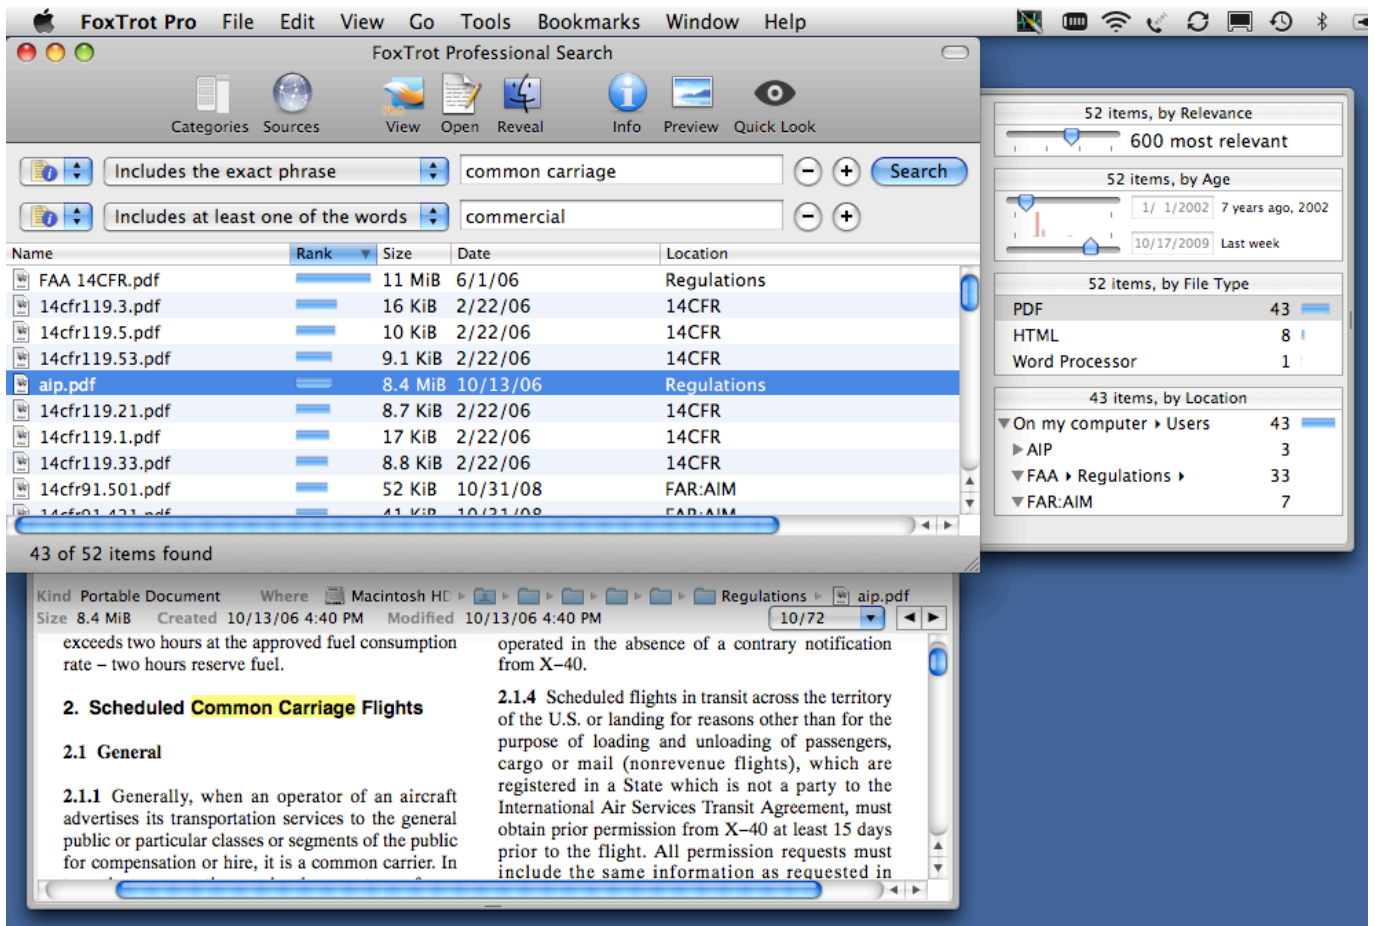 FoxTrot Pro File Edit View Go Tools Bookmarks Window Help
FoxTrot Professional Search
Categories Sources View Open Reveal Info Preview Quick Look
Includes the exact phrase common carriage Search
Includes at least one of the words commercial
Name Rank Size Date Location
FAA 14CFR.pdf 11 MiB 6/1/06 Regulations
14cfr119.3.pdf 16 KiB 2/22/06 14CFR
14cfr119.5.pdf 10 KiB 2/22/06 14CFR
14cfr119.53.pdf 9.1 KiB 2/22/06 14CFR
aip.pdf 8.4 MiB 10/13/06 Regulations
14cfr119.21.pdf 8.7 KiB 2/22/06 14CFR
14cfr119.1.pdf 17 KiB 2/22/06 14CFR
14cfr119.33.pdf 8.8 KiB 2/22/06 14CFR
14cfr91.501.pdf 52 KiB 10/31/08 FAR:AIM
43 of 52 items found
52 items, by Relevance
600 most relevant
52 items, by Age
1/ 1/2002 7 years ago, 2002
10/17/2009 Last week
52 items, by File Type
PDF 43
HTML 8
Word Processor 1
43 items, by Location
On my computer Users 43
AIP 3
FAA Regulations 33
FAR:AIM 7
Kind Portable Document Where Macintosh HD Regulations aip.pdf
Size 8.4 MiB Created 10/13/06 4:40 PM Modified 10/13/06 4:40 PM 10/72
exceeds two hours at the approved fuel consumption
rate – two hours reserve fuel.
2. Scheduled Common Carriage Flights
2.1 General
2.1.1 Generally, when an operator of an aircraft
advertises its transportation services to the general
public or particular classes or segments of the public
for compensation or hire, it is a common carrier. In
operated in the absence of a contrary notification
from X–40.
2.1.4 Scheduled flights in transit across the territory
of the U.S. or landing for reasons other than for the
purpose of loading and unloading of passengers,
cargo or mail (nonrevenue flights), which are
registered in a State which is not a party to the
International Air Services Transit Agreement, must
obtain prior permission from X–40 at least 15 days
prior to the flight. All permission requests must
include the same information as requested in